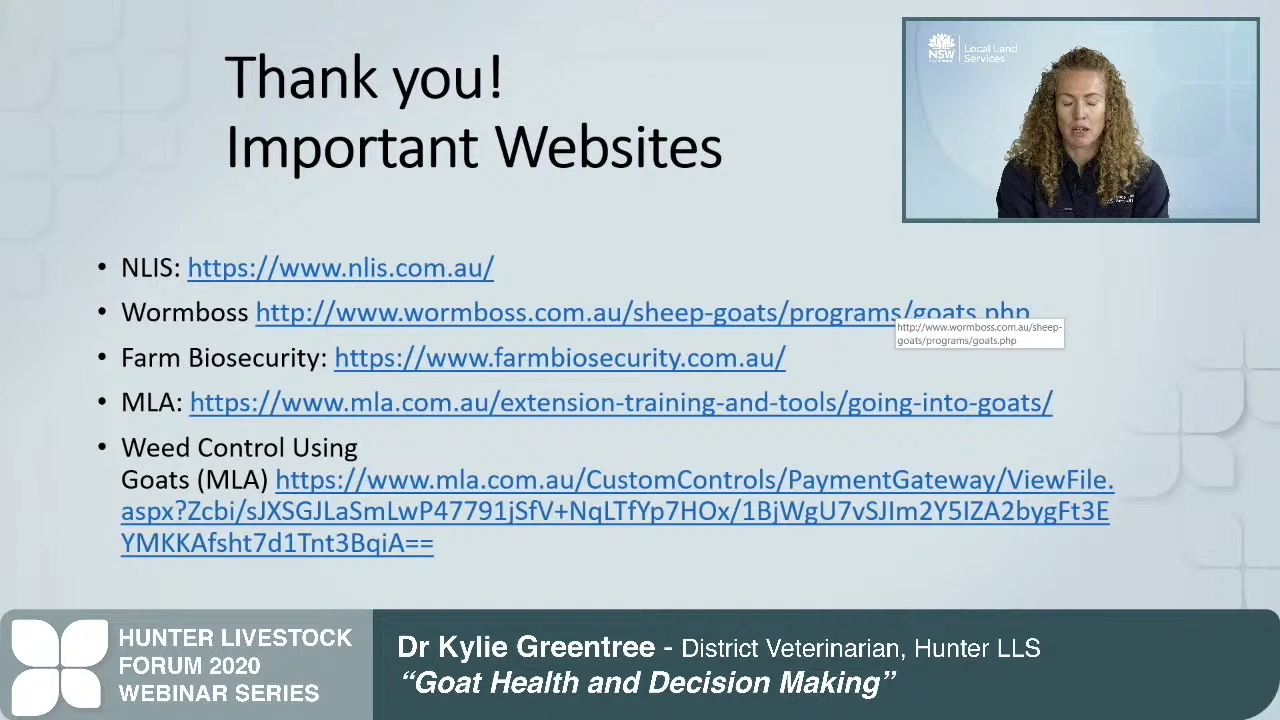 Thank you!
Important Websites
NSW
Local Land
Services
• NLIS: https://www.nlis.com.au/
• Wormboss http://www.wormboss.com.au/sheep-goats/programs/goats.php
http://www.wormboss.com.au/sheep-
goats/programs/goats.php
• Farm Biosecurity: https://www.farmbiosecurity.com.au/
• MLA: https://www.mla.com.au/extension-training-and-tools/going-into-goats/
• Weed Control Using
Goats (MLA) https://www.mla.com.au/CustomControls/PaymentGateway/ViewFile.
aspx?Zcbi/sJXSGJLaSmLwP47791jSfV+NqLTfYp7HOx/1BjWgU7vSJIm2Y5IZA2bygFt3E
YMKKAfsht7d1Tnt3BqiA==
HUNTER LIVESTOCK
FORUM 2020
WEBINAR SERIES
Dr Kylie Greentree - District Veterinarian, Hunter LLS
“Goat Health and Decision Making”